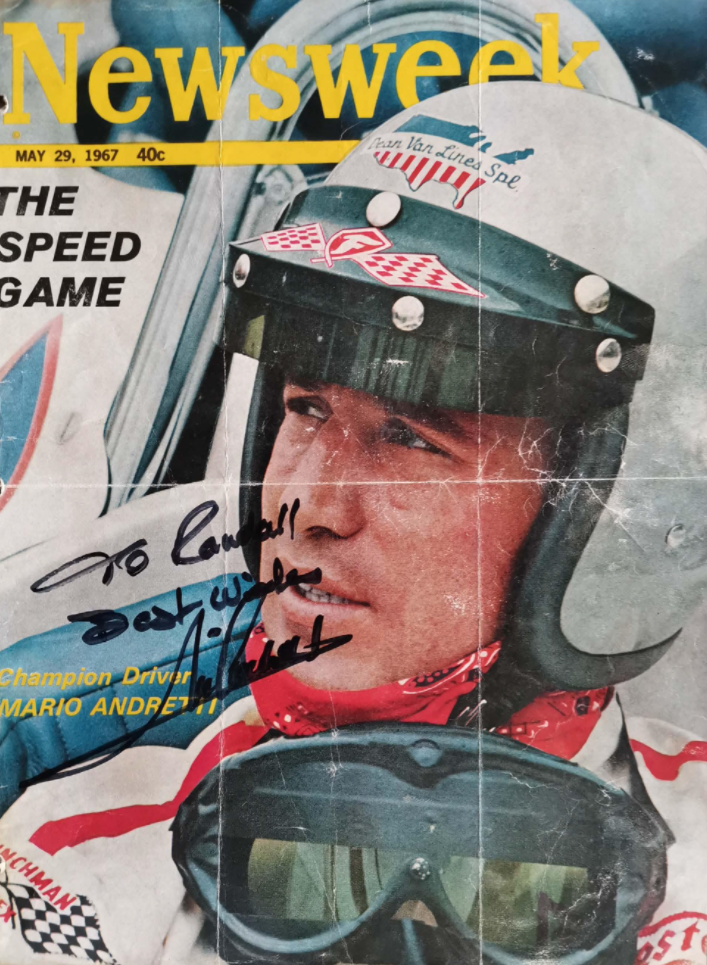 Newsweek
MAY 29, 1967 40c
Dean Van Lines Spl.
THE
SPEED
GAME
To Randall
Best Wishes
Champion Driver
MARIO ANDRETTI